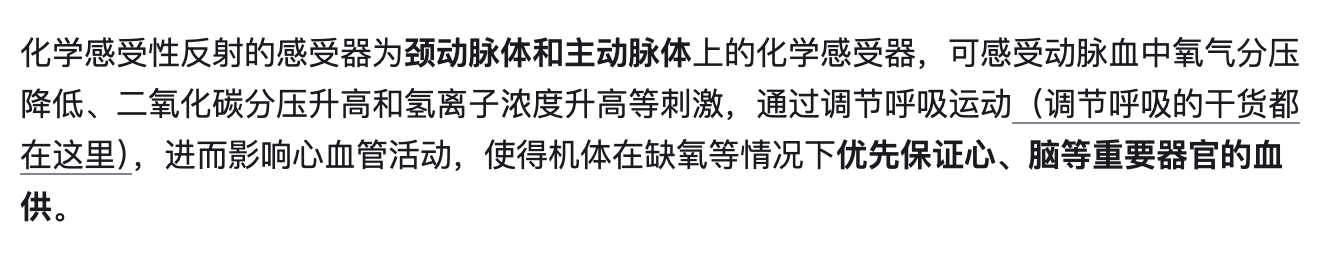 化学感受性反射的感受器为颈动脉体和主动脉体上的化学感受器，可感受动脉血中氧气分压
降低、二氧化碳分压升高和氢离子浓度升高等刺激，通过调节呼吸运动（调节呼吸的干货都
在这里），进而影响心血管活动，使得机体在缺氧等情况下优先保证心、脑等重要器官的血
供。